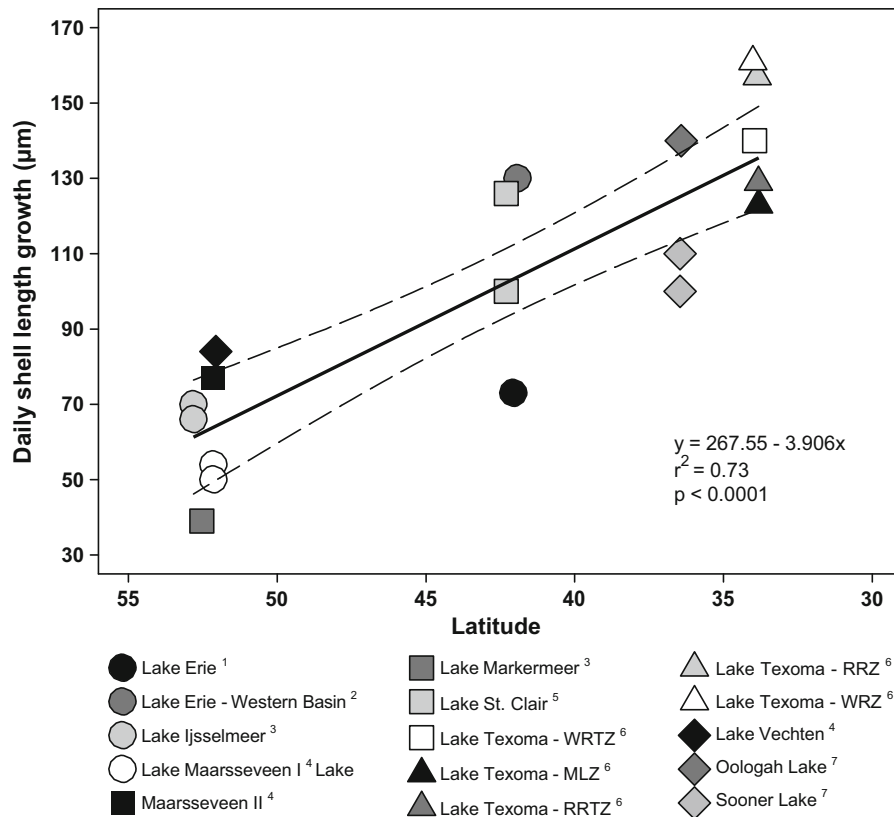 Daily shell length growth (µm)
170
150
130
110
90
70
50
30
y = 267.55 - 3.906x
r² = 0.73
p < 0.0001
55 50 45 40 35 30
Latitude
Lake Erie ¹
Lake Erie - Western Basin ²
Lake Ijsselmeer ³
Lake Maarsseveen I ⁴ Lake
Maarsseveen II ⁴
Lake Markermeer ³
Lake St. Clair ⁵
Lake Texoma - WRTZ ⁶
Lake Texoma - MLZ ⁶
Lake Texoma - RRTZ ⁶
Lake Texoma - RRZ ⁶
Lake Texoma - WRZ ⁶
Lake Vechten ⁴
Oologah Lake ⁷
Sooner Lake ⁷